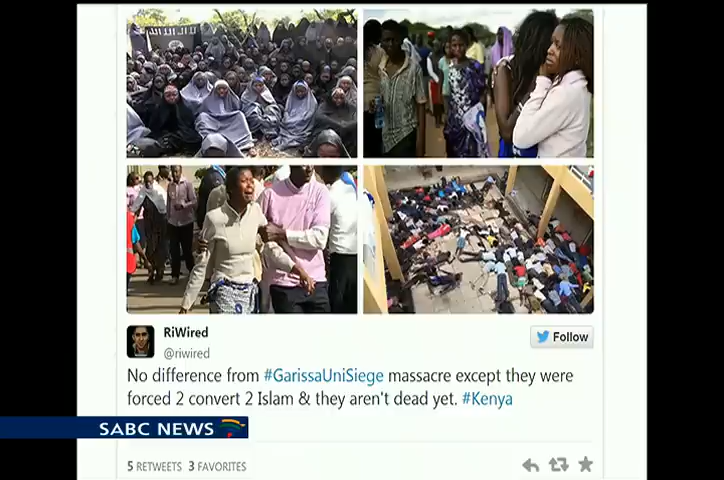 RiWired
@riwired
Follow
No difference from #GarissaUniSiege massacre except they were
forced 2 convert 2 Islam & they aren't dead yet. #Kenya
SABC NEWS
5 RETWEETS 3 FAVORITES